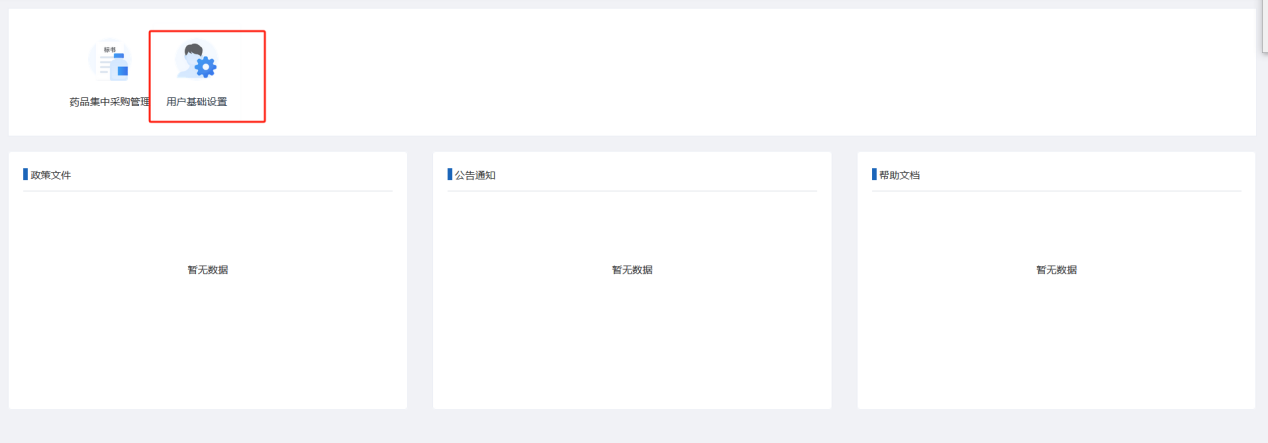 标书
药品集中采购管理
用户基础设置
政策文件
公告通知
帮助文档
暂无数据
暂无数据
暂无数据